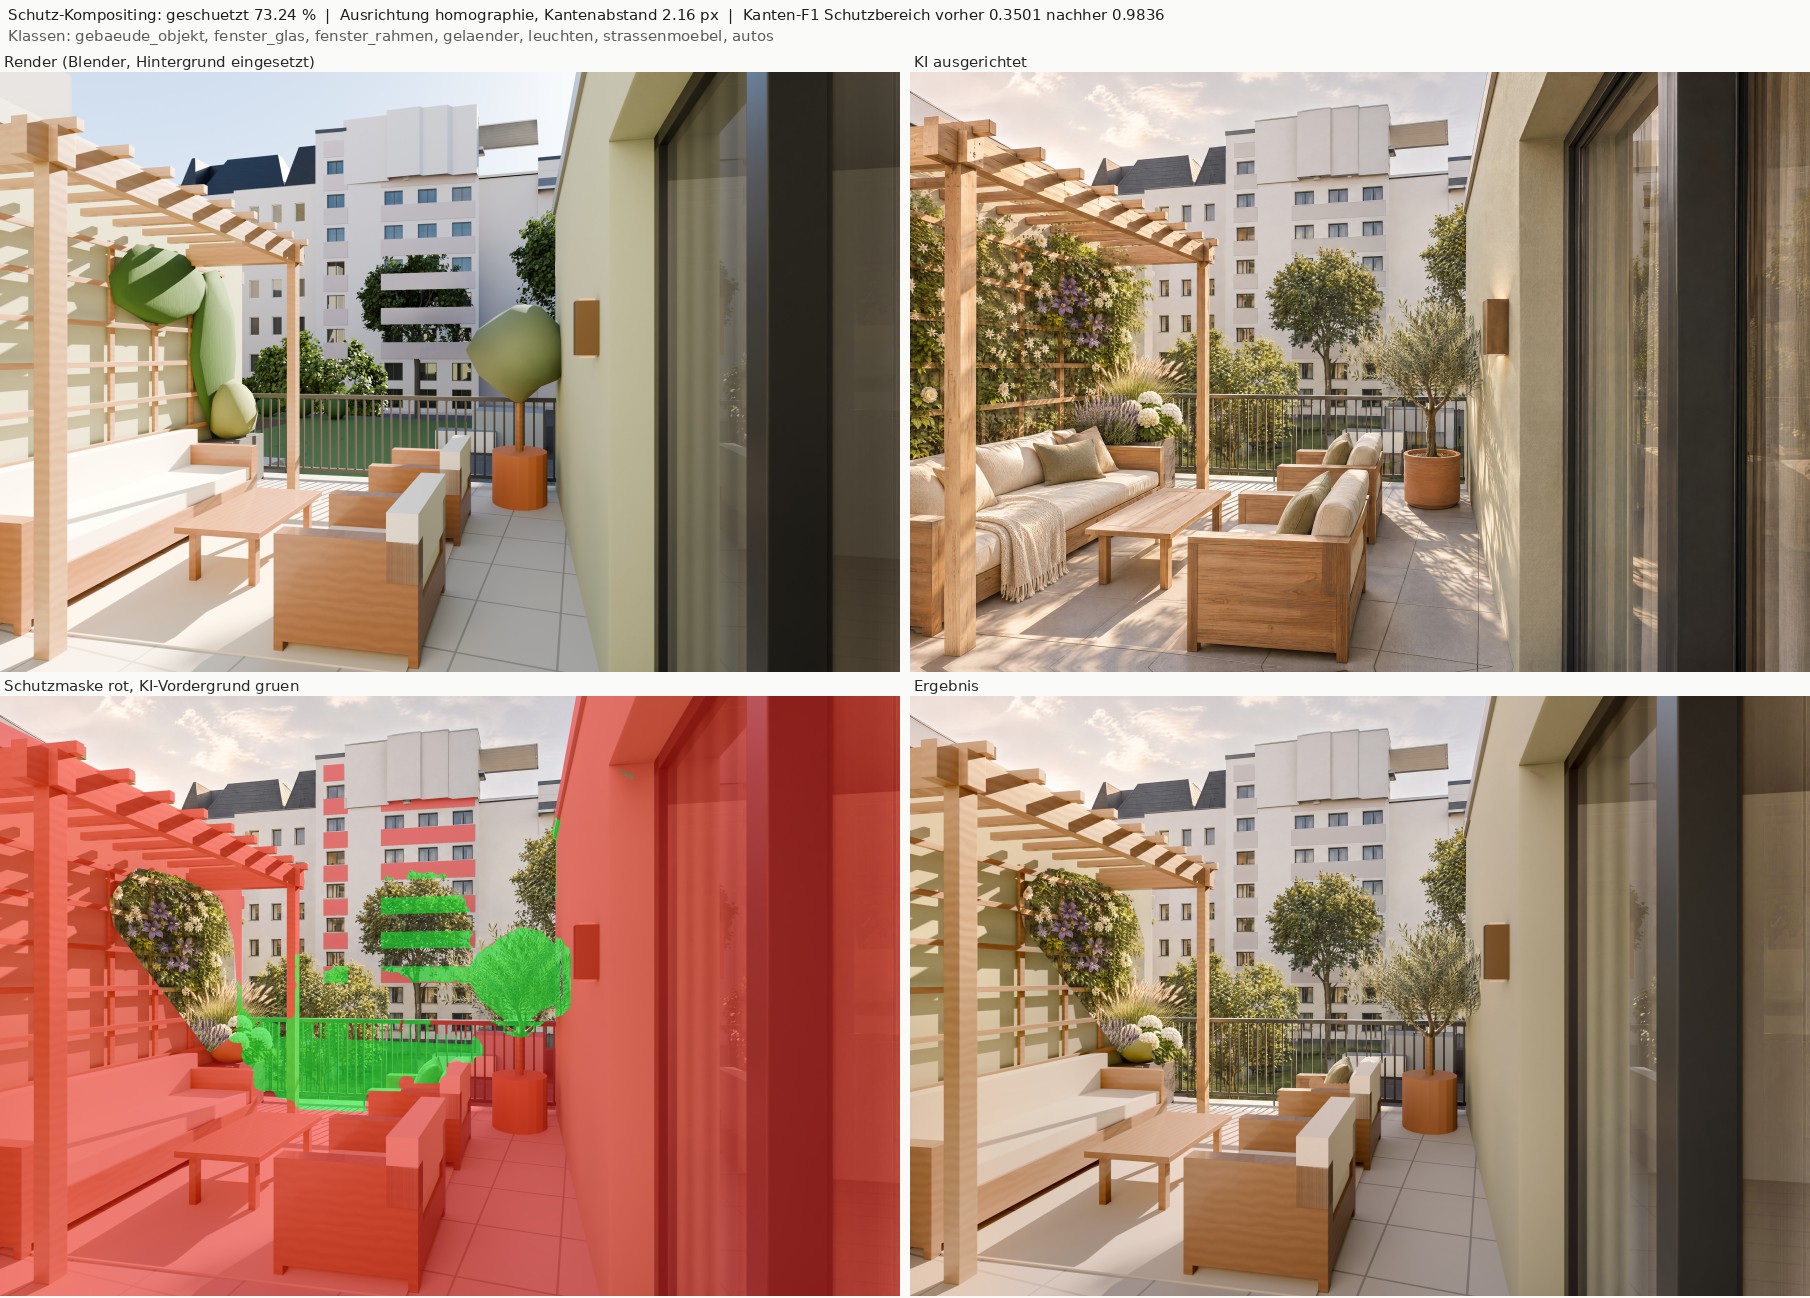 Schutz-Kompositing: geschuetzt 73.24 % | Ausrichtung homographie, Kantenabstand 2.16 px | Kanten-F1 Schutzbereich vorher 0.3501 nachher 0.9836
Klassen: gebaeude_objekt, fenster_glas, fenster_rahmen, gelaender, leuchten, strassenmoebel, autos
Render (Blender, Hintergrund eingesetzt)
KI ausgerichtet
Schutzmaske rot, KI-Vordergrund gruen
Ergebnis